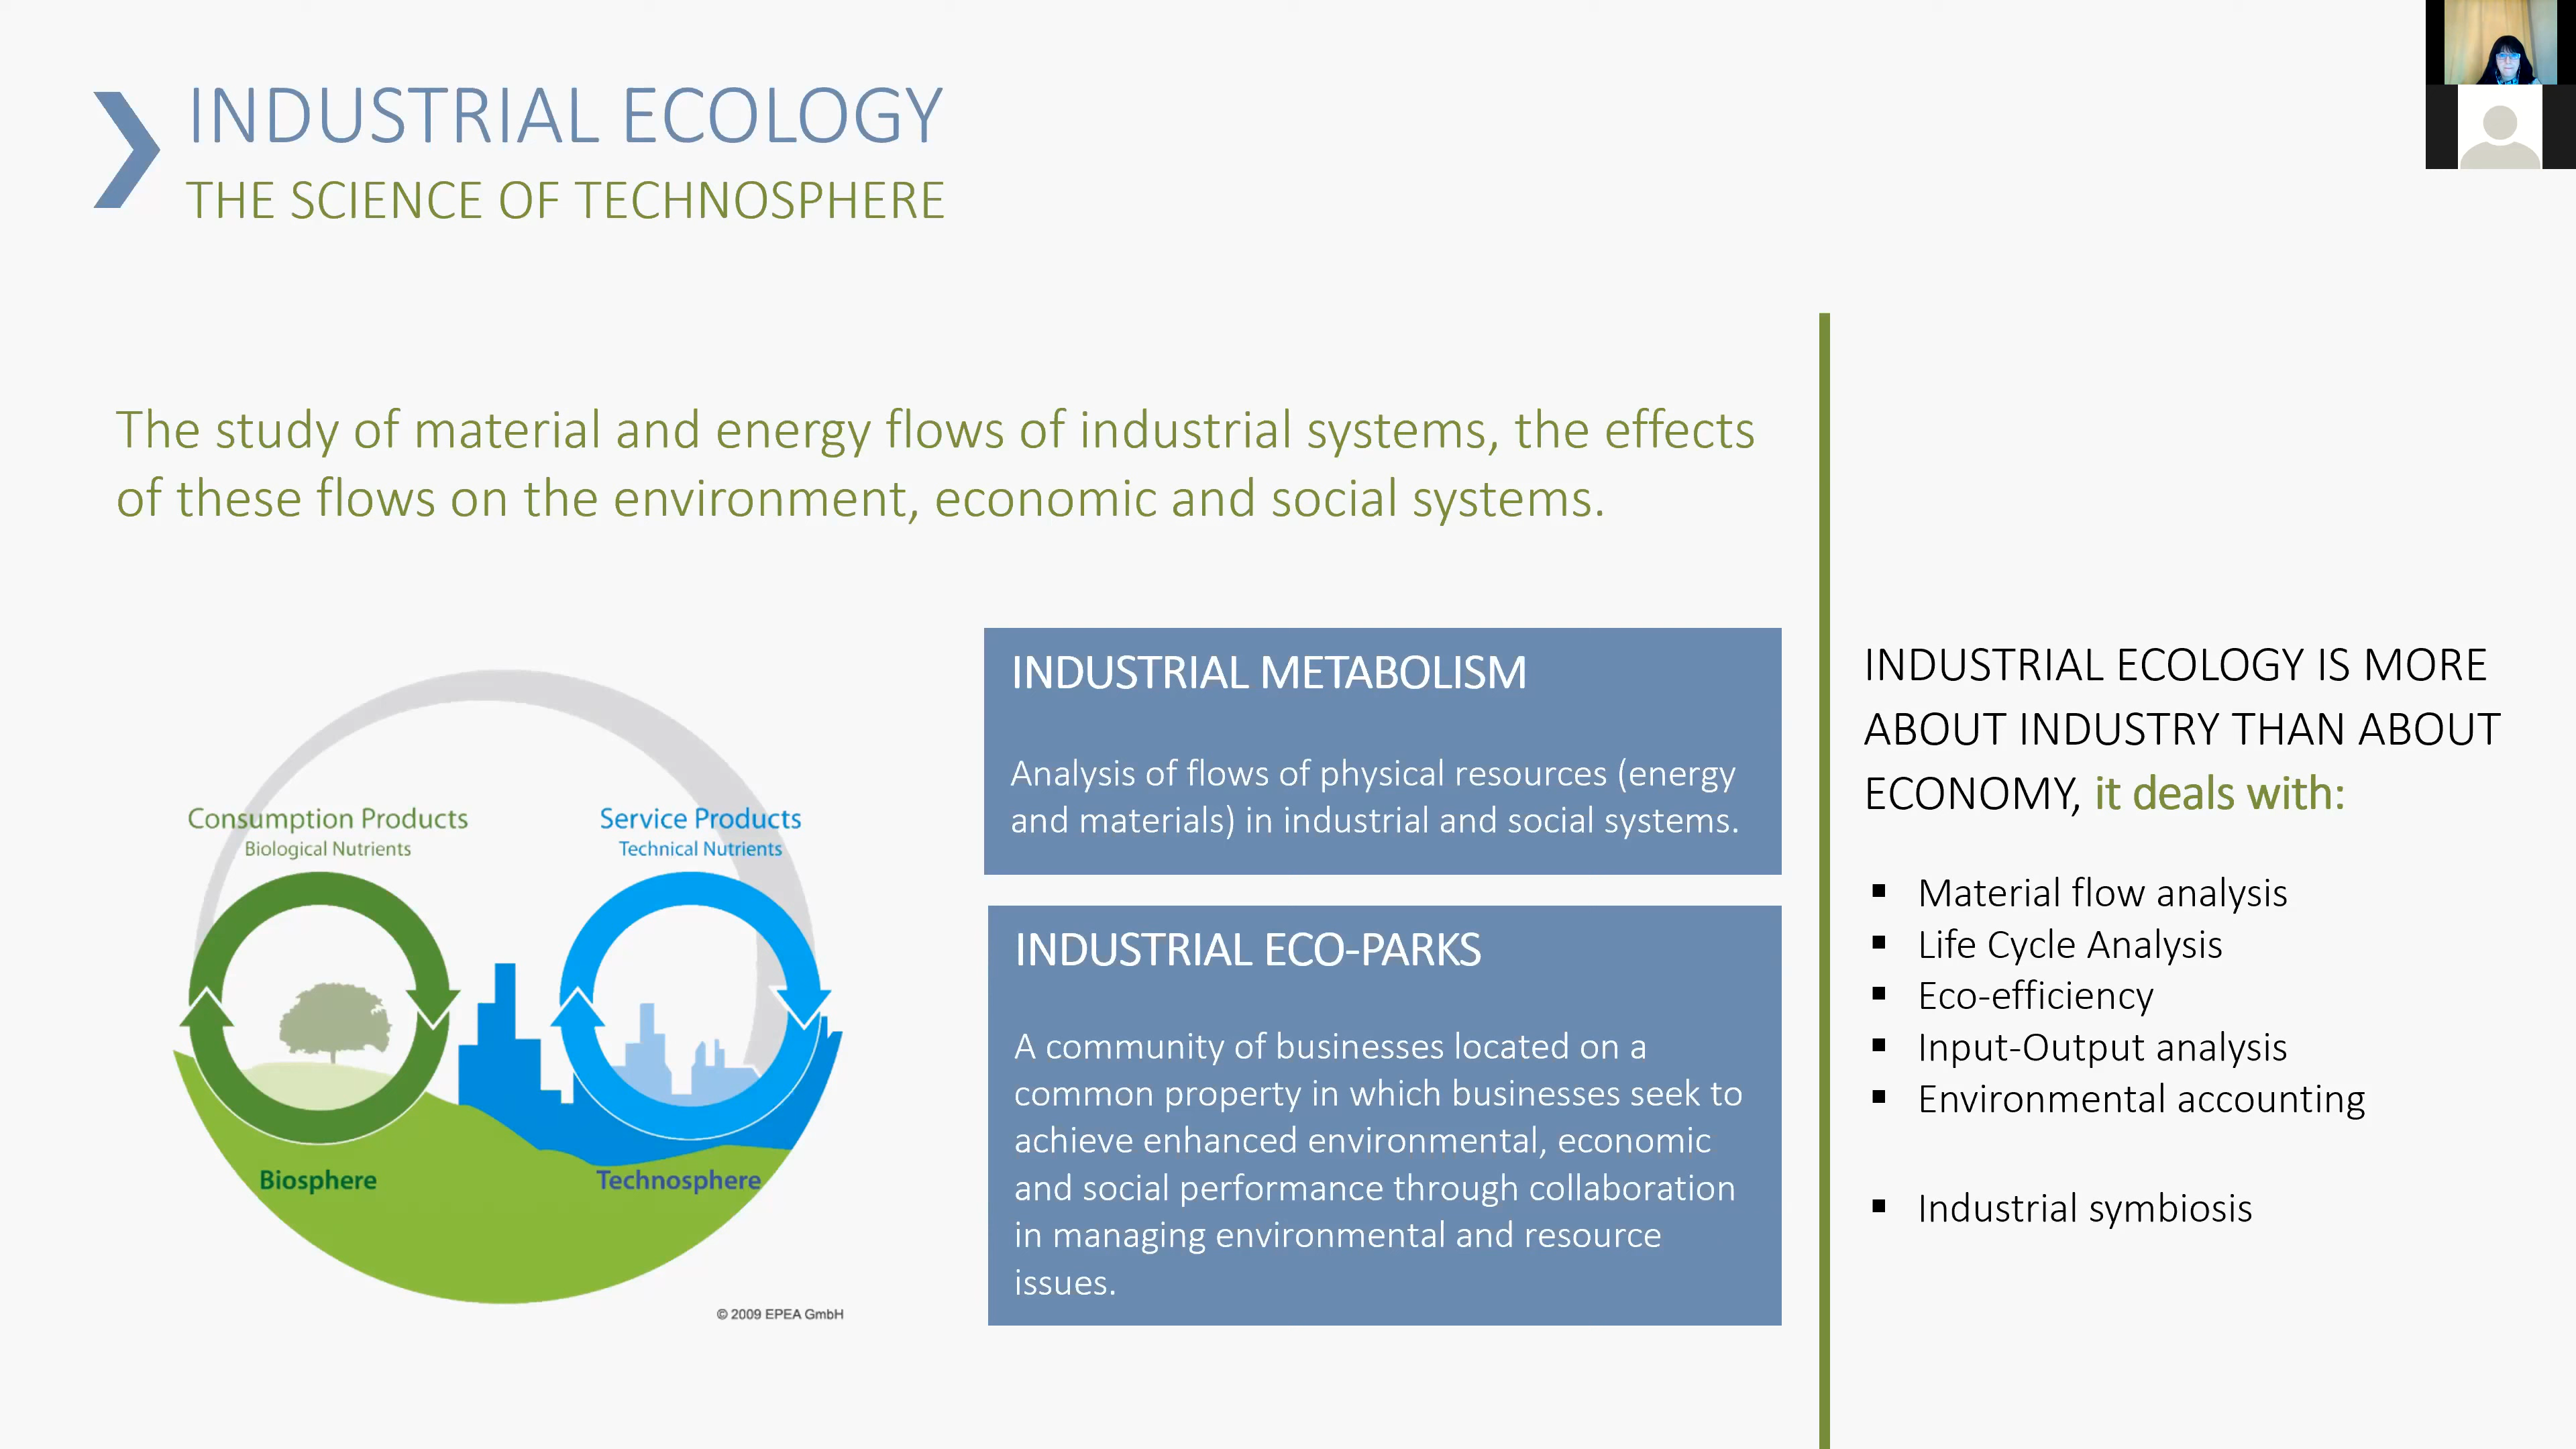 INDUSTRIAL ECOLOGY
THE SCIENCE OF TECHNOSPHERE
The study of material and energy flows of industrial systems, the effects
of these flows on the environment, economic and social systems.
Consumption Products
Biological Nutrients
Service Products
Technical Nutrients
Biosphere
Technosphere
© 2009 EPEA GmbH
INDUSTRIAL METABOLISM
Analysis of flows of physical resources (energy
and materials) in industrial and social systems.
INDUSTRIAL ECO-PARKS
A community of businesses located on a
common property in which businesses seek to
achieve enhanced environmental, economic
and social performance through collaboration
in managing environmental and resource
issues.
INDUSTRIAL ECOLOGY IS MORE
ABOUT INDUSTRY THAN ABOUT
ECONOMY, it deals with:
▪ Material flow analysis
▪ Life Cycle Analysis
▪ Eco-efficiency
▪ Input-Output analysis
▪ Environmental accounting
▪ Industrial symbiosis